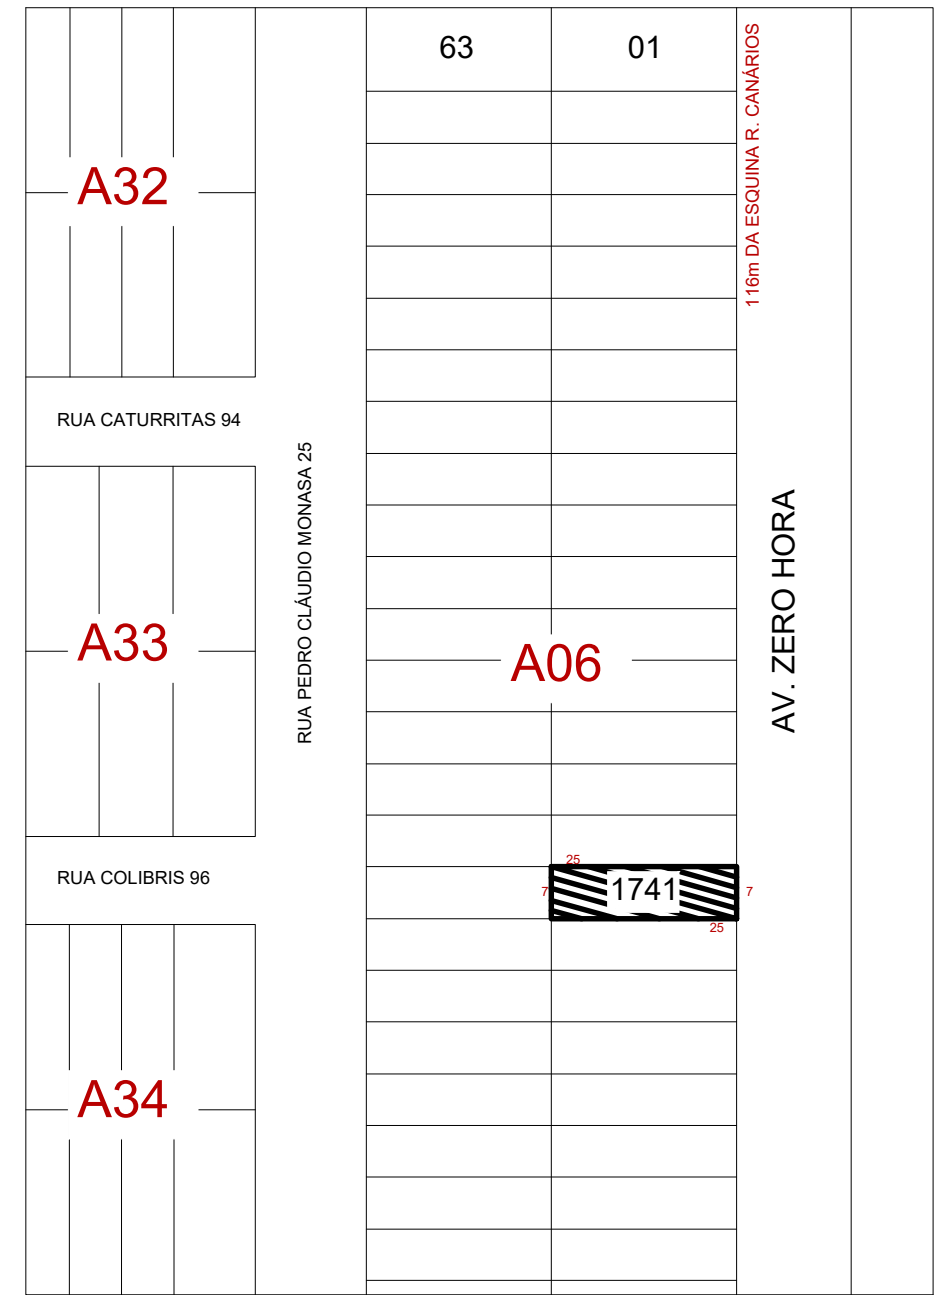 63
01
116m DA ESQUINA R. CANÁRIOS
A32
RUA CATURRITAS 94
RUA PEDRO CLÁUDIO MONASA 25
AV. ZERO HORA
A33
A06
25
7
1741
7
25
RUA COLIBRIS 96
A34